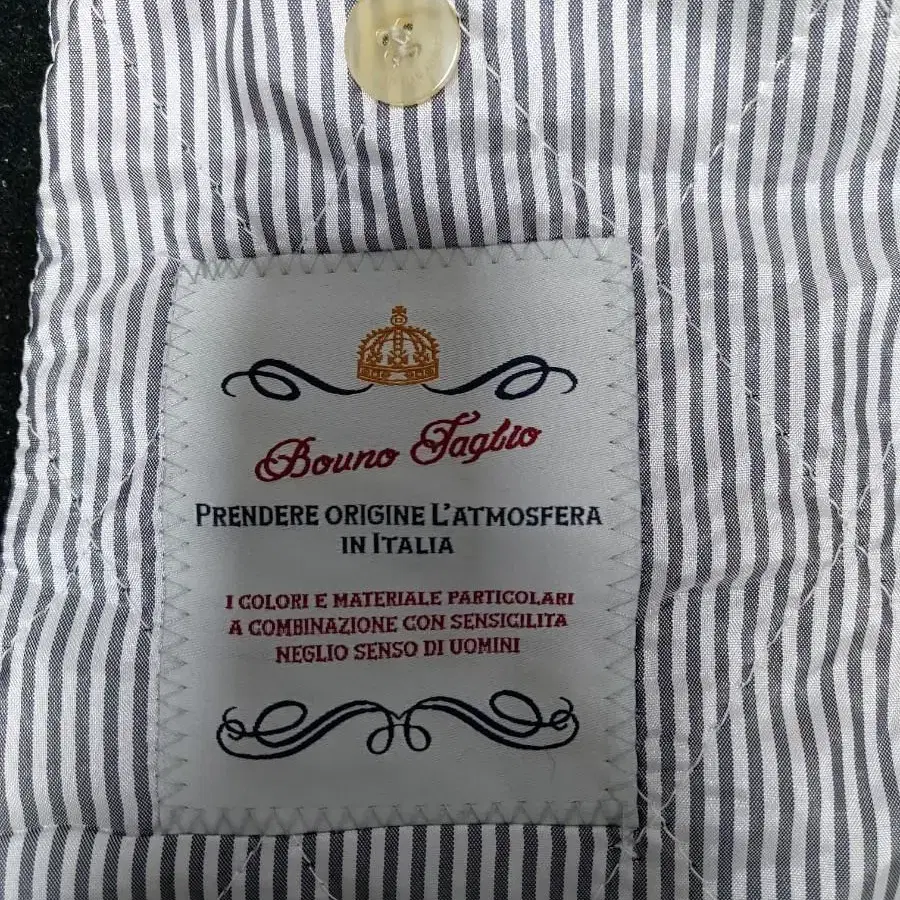 Bouno Taglio
PRENDERE ORIGINE L'ATMOSFERA
IN ITALIA
I COLORI E MATERIALE PARTICOLARI
A COMBINAZIONE CON SENSICILITA
NEGLIO SENSO DI UOMINI